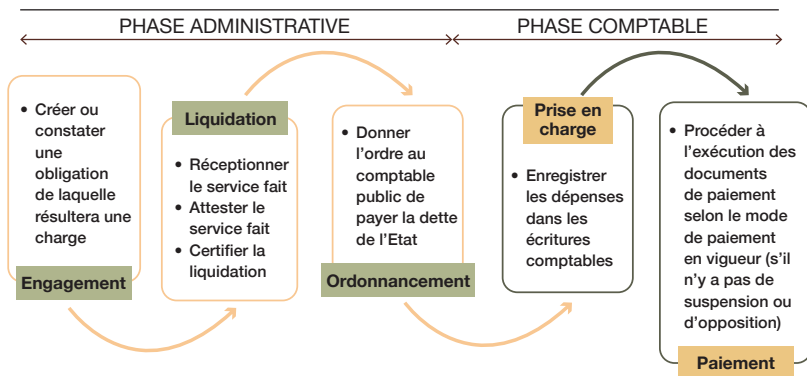 PHASE ADMINISTRATIVE
PHASE COMPTABLE
• Créer ou
constater
une
obligation
de laquelle
résultera une
charge
Engagement
Liquidation
• Réceptionner
le service fait
• Attester le
service fait
• Certifier la
liquidation
• Donner
l’ordre au
comptable
public de
payer la dette
de l’Etat
Ordonnancement
Prise en
charge
• Enregistrer
les dépenses
dans les
écritures
comptables
• Procéder à
l’exécution des
documents
de paiement
selon le mode
de paiement
en vigueur (s’il
n’y a pas de
suspension ou
d’opposition)
Paiement